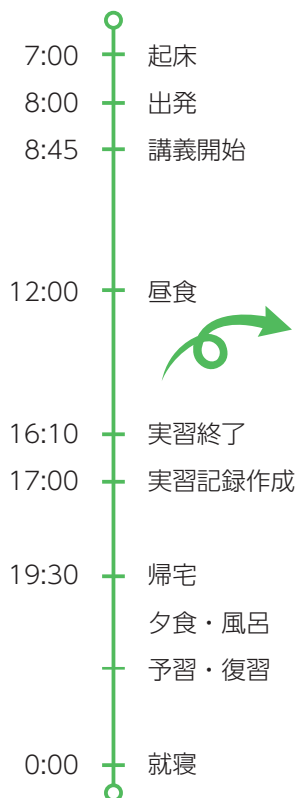 7:00 起床
8:00 出発
8:45 講義開始
12:00 昼食
16:10 実習終了
17:00 実習記録作成
19:30 帰宅
夕食・風呂
予習・復習
0:00 就寝